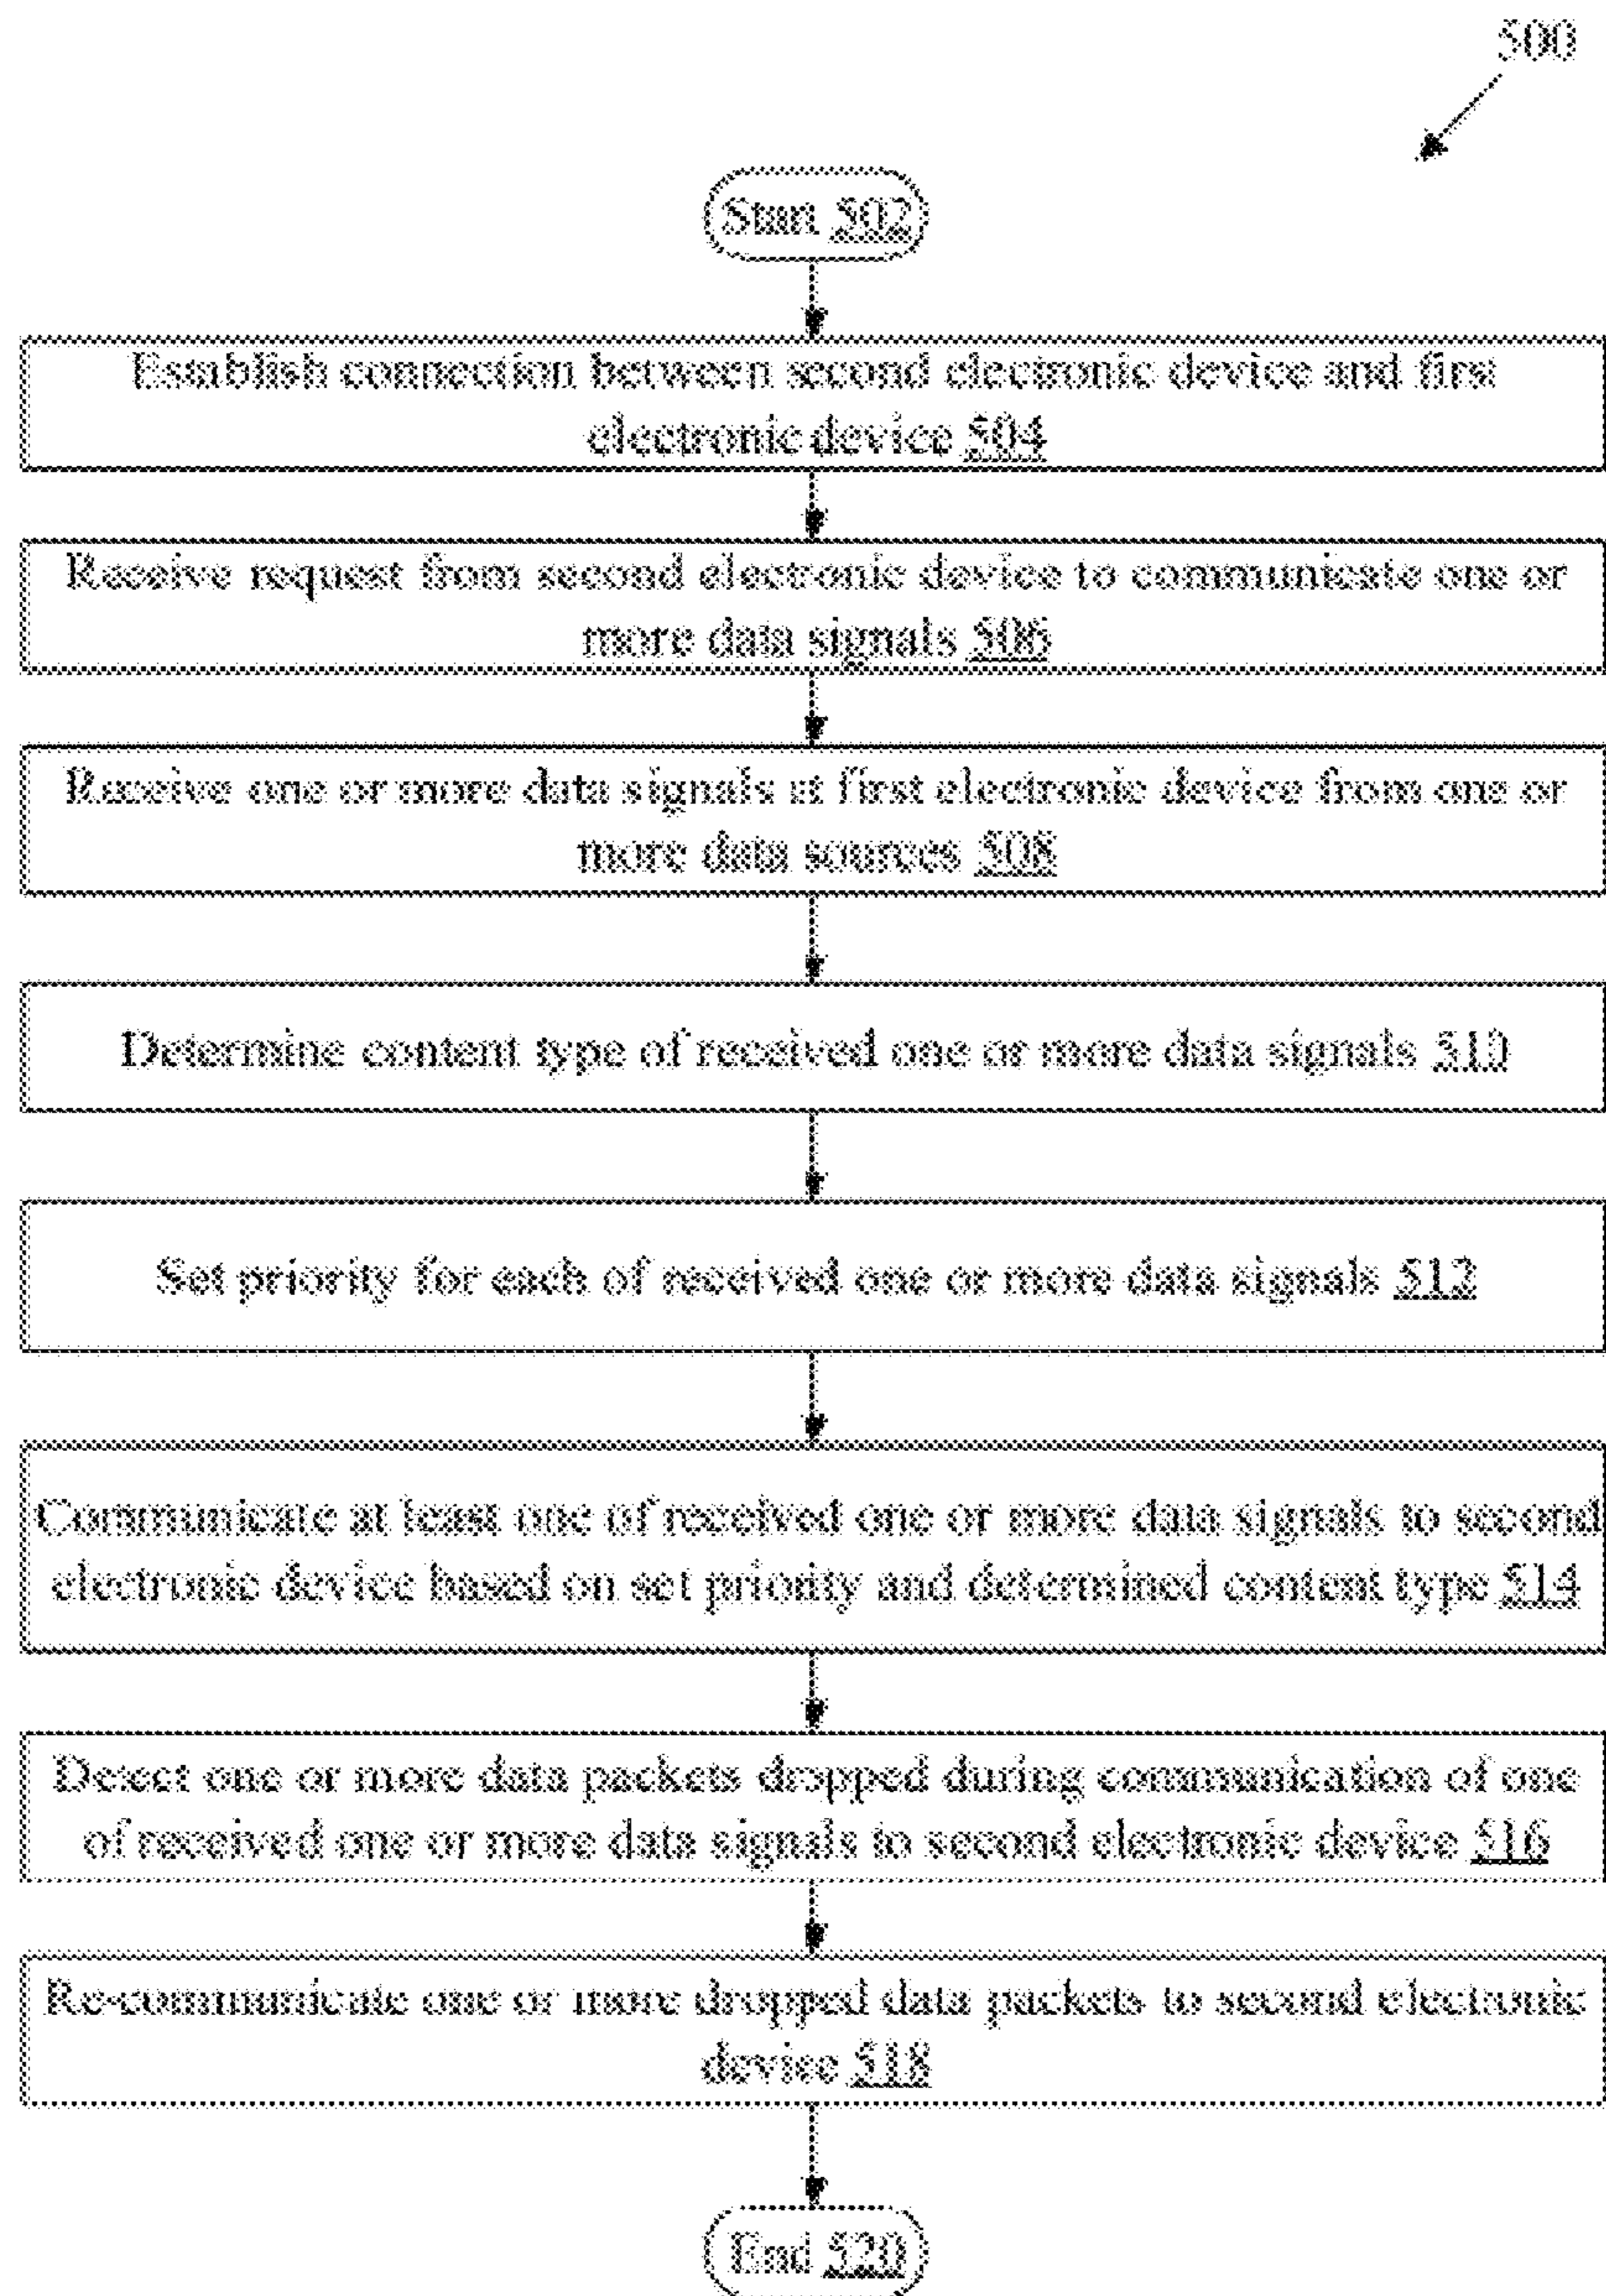 500
Start 502
Establish connection between second electronic device and first
electronic device 504
Receive request from second electronic device to communicate one or
more data signals 506
Receive one or more data signals at first electronic device from one or
more data sources 508
Determine content type of received one or more data signals 510
Set priority for each of received one or more data signals 512
Communicate at least one of received one or more data signals to second
electronic device based on set priority and determined content type 514
Detect one or more data packets dropped during communication of one
of received one or more data signals to second electronic device 516
Re-communicate one or more dropped data packets to second electronic
device 518
End 520